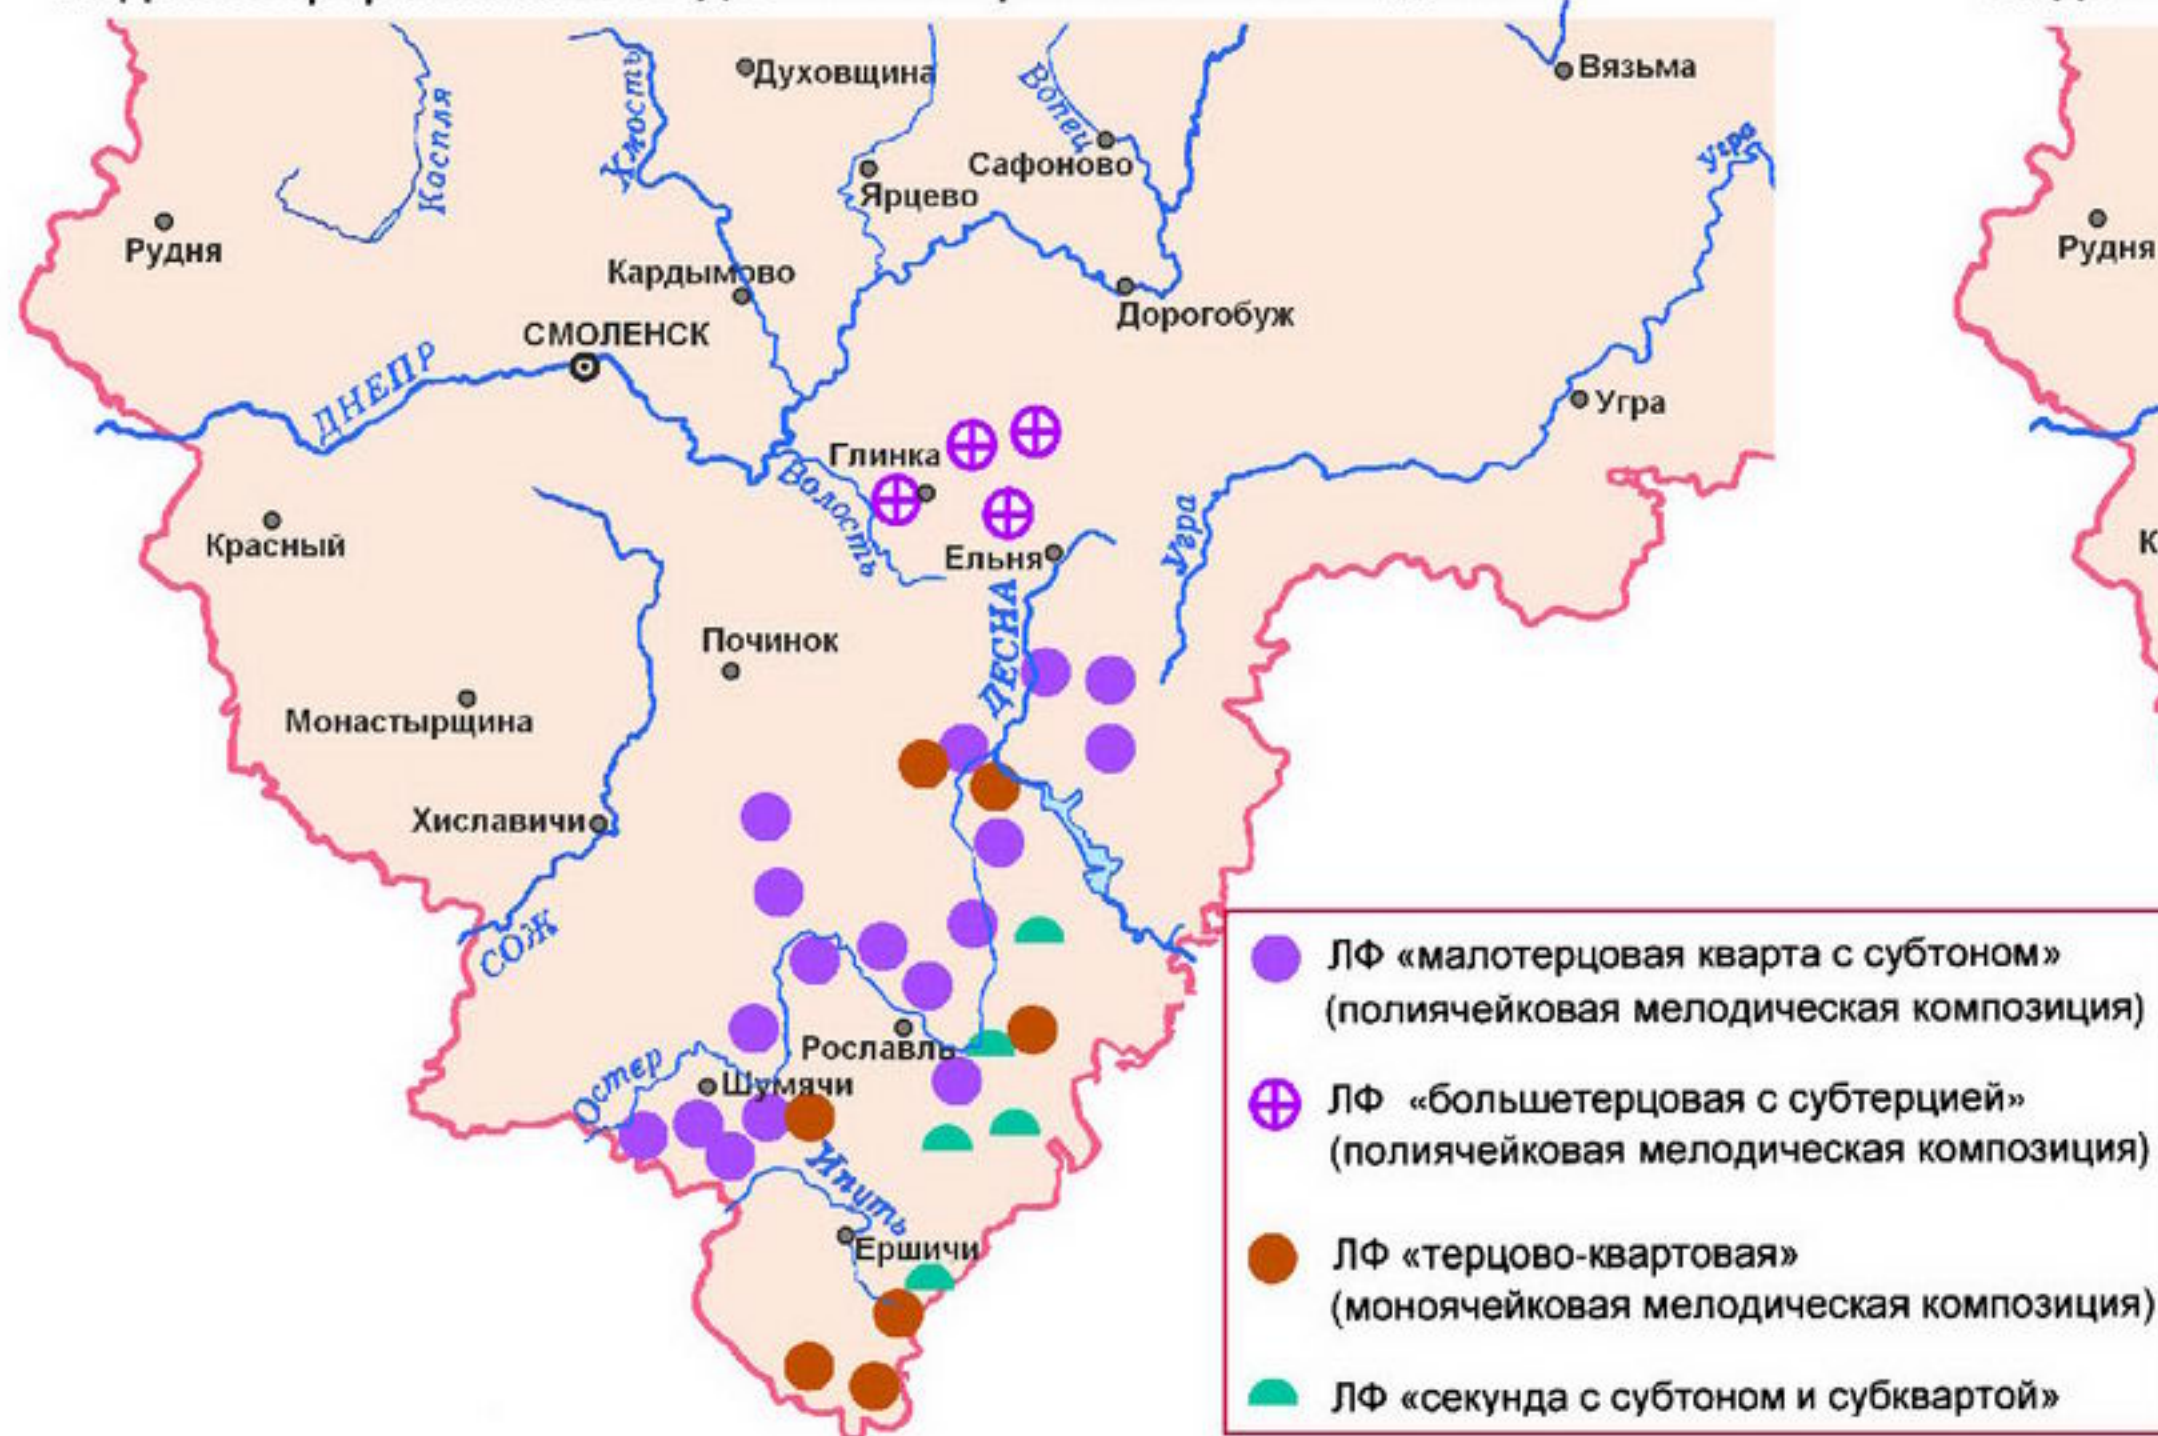 Духовщина
Вязьма
Хмость
Вопец
Каспля
Угра
Сафоново
Ярцево
Рудня
Рудня
Кардымово
Дорогобуж
СМОЛЕНСК
ДНЕПР
Угра
Глинка
Волость
Угра
Красный
К
Ельня
ДЕСНА
Починок
Монастырщина
Хиславичи
СОЖ
Рославль
Остер
Шумячи
Ипуть
Ершичи
ЛФ «малотерцовая кварта с субтоном»
(полиячейковая мелодическая композиция)
ЛФ «большетерцовая с субтерцией»
(полиячейковая мелодическая композиция)
ЛФ «терцово-квартовая»
(моноячейковая мелодическая композиция)
ЛФ «секунда с субтоном и субквартой»